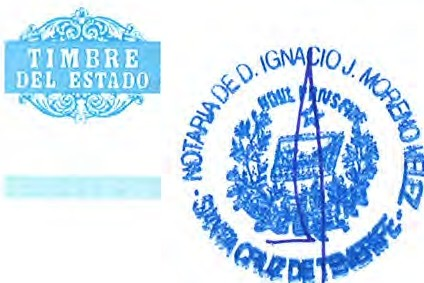 TIMBRE
DEL ESTADO
NOTARIA DE D. IGNACIO J. MORENO
SANTA CRUZ DE TENERIFE